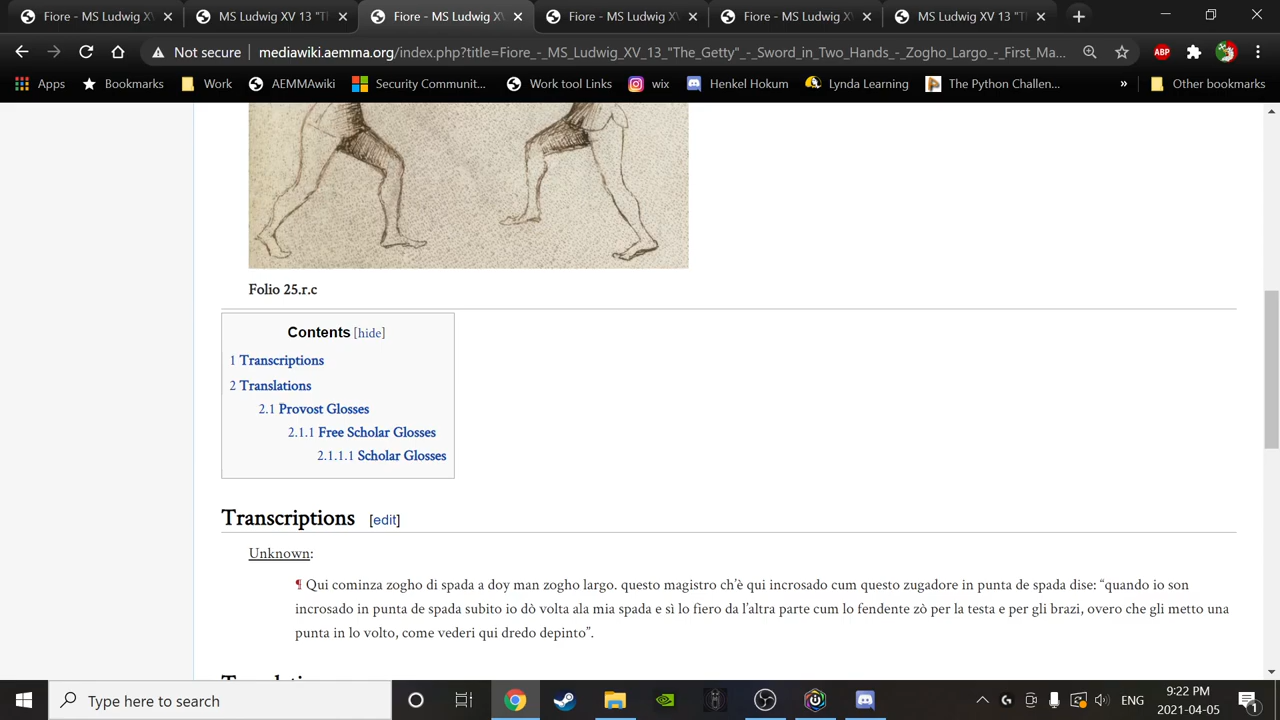 Fiore - MS Ludwig XV
MS Ludwig XV 13 "Th
Fiore - MS Ludwig XV
Fiore - MS Ludwig XV
Fiore - MS Ludwig XV
MS Ludwig XV 13 "Th
Not secure mediawiki.aemma.org/index.php?title=Fiore_-_MS_Ludwig_XV_13_"The_Getty"_-_Sword_in_Two_Hands_-_Zogho_Largo_-_First_Ma...
ABP
Apps Bookmarks Work AEMMAwiki Security Communit... Work tool Links wix Henkel Hokum Lynda Learning The Python Challen... » Other bookmarks
Folio 25.r.c
Contents [hide]
1 Transcriptions
2 Translations
2.1 Provost Glosses
2.1.1 Free Scholar Glosses
2.1.1.1 Scholar Glosses
Transcriptions [edit]
Unknown:
¶ Qui cominza zogho di spada a doy man zogho largo. questo magistro ch'è qui incrosado cum questo zugadore in punta de spada dise: “quando io son
incrosado in punta de spada subito io dò volta ala mia spada e sì lo fiero da l'altra parte cum lo fendente zò per la testa e per gli brazi, overo che gli metto una
punta in lo volto, come vederi qui dredo depinto”.
Type here to search
ENG
9:22 PM
2021-04-05
1